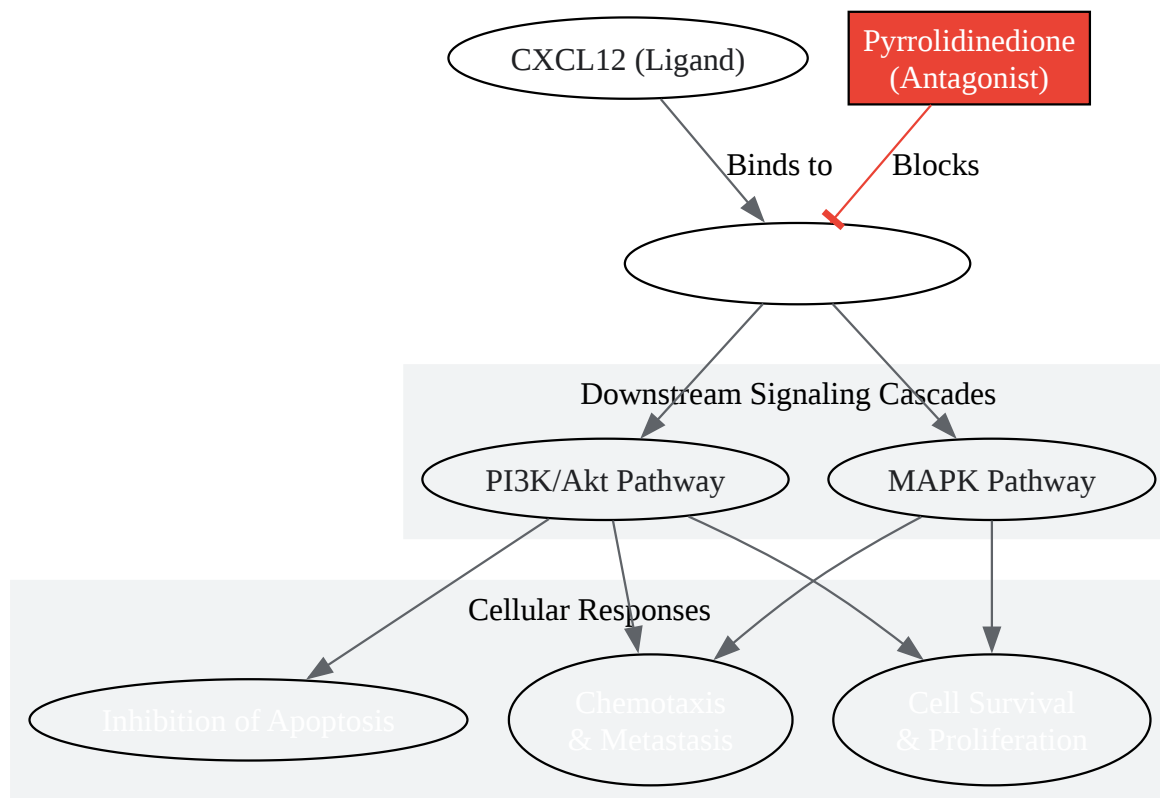 CXCL12 (Ligand)
Pyrrolidinedione
(Antagonist)
Binds to
Blocks
Downstream Signaling Cascades
PI3K/Akt Pathway
MAPK Pathway
Cellular Responses
Inhibition of Apoptosis
Chemotaxis
& Metastasis
Cell Survival
& Proliferation